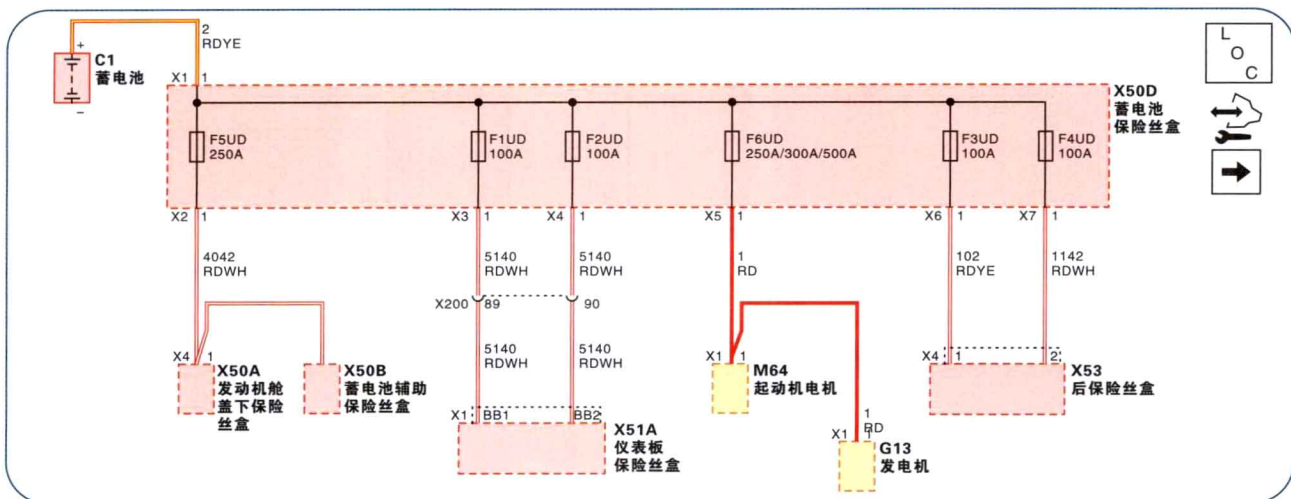 2
RDYE
+
C1
蓄电池
–
X1 1
X50D
蓄电池
保险丝盒
L
O
C
F5UD
250A
F1UD
100A
F2UD
100A
F6UD
250A/300A/500A
F3UD
100A
F4UD
100A
X2 1
X3 1
X4 1
X5 1
X6 1
X7 1
4042
RDWH
5140
RDWH
5140
RDWH
1
RD
102
RDYE
1142
RDWH
X200 89
90
5140
RDWH
5140
RDWH
X4 1
X50A
发动机舱
盖下保险
丝盒
X50B
蓄电池辅助
保险丝盒
X1 BB1
BB2
X51A
仪表板
保险丝盒
X1 1
M64
起动机电机
1
RD
X1 1
G13
发电机
X4 1
2
X53
后保险丝盒